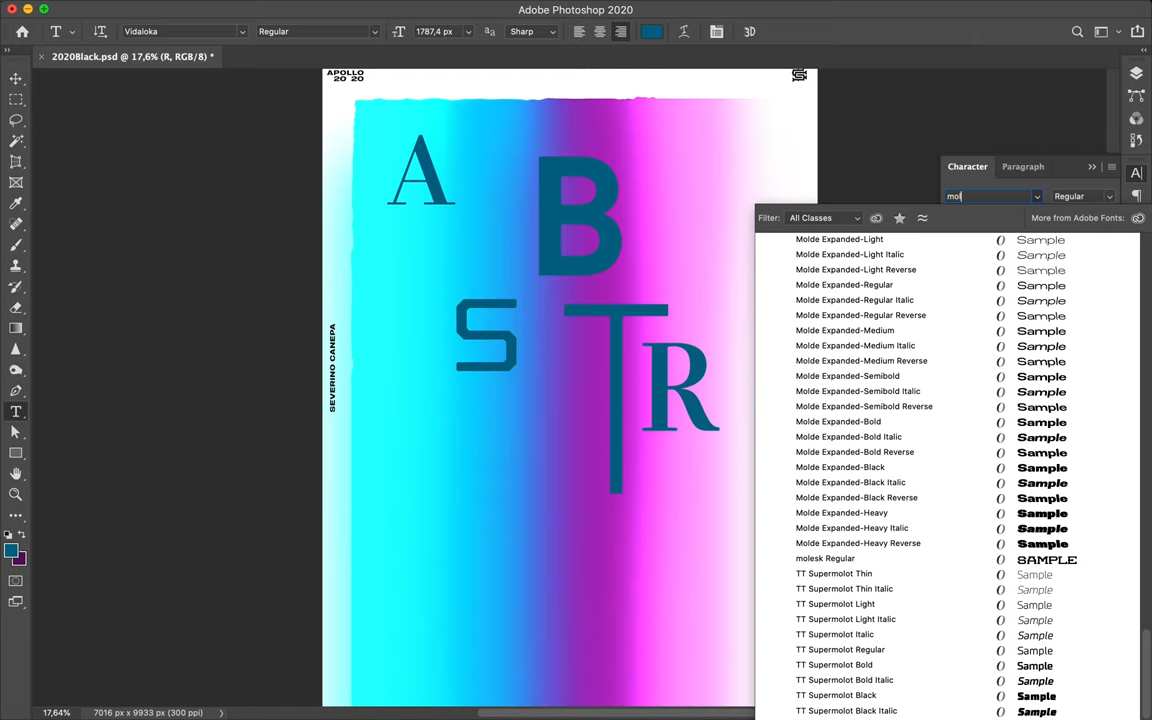 Adobe Photoshop 2020
T Vidaloka Regular 1787,4 px Sharp 3D
2020Black.psd @ 17,6% (R, RGB/8) *
APOLLO
20 20
A
B
S
T
R
SEVERINO CANEPA
Character Paragraph
mol Regular
Filter: All Classes More from Adobe Fonts:
Molde Expanded-Light Sample
Molde Expanded-Light Italic Sample
Molde Expanded-Light Reverse Sample
Molde Expanded-Regular Sample
Molde Expanded-Regular Italic Sample
Molde Expanded-Regular Reverse Sample
Molde Expanded-Medium Sample
Molde Expanded-Medium Italic Sample
Molde Expanded-Medium Reverse Sample
Molde Expanded-Semibold Sample
Molde Expanded-Semibold Italic Sample
Molde Expanded-Semibold Reverse Sample
Molde Expanded-Bold Sample
Molde Expanded-Bold Italic Sample
Molde Expanded-Bold Reverse Sample
Molde Expanded-Black Sample
Molde Expanded-Black Italic Sample
Molde Expanded-Black Reverse Sample
Molde Expanded-Heavy Sample
Molde Expanded-Heavy Italic Sample
Molde Expanded-Heavy Reverse Sample
molesk Regular SAMPLE
TT Supermolot Thin Sample
TT Supermolot Thin Italic Sample
TT Supermolot Light Sample
TT Supermolot Light Italic Sample
TT Supermolot Italic Sample
TT Supermolot Regular Sample
TT Supermolot Bold Sample
TT Supermolot Bold Italic Sample
TT Supermolot Black Sample
TT Supermolot Black Italic Sample
17,64% 7016 px x 9933 px (300 ppi)